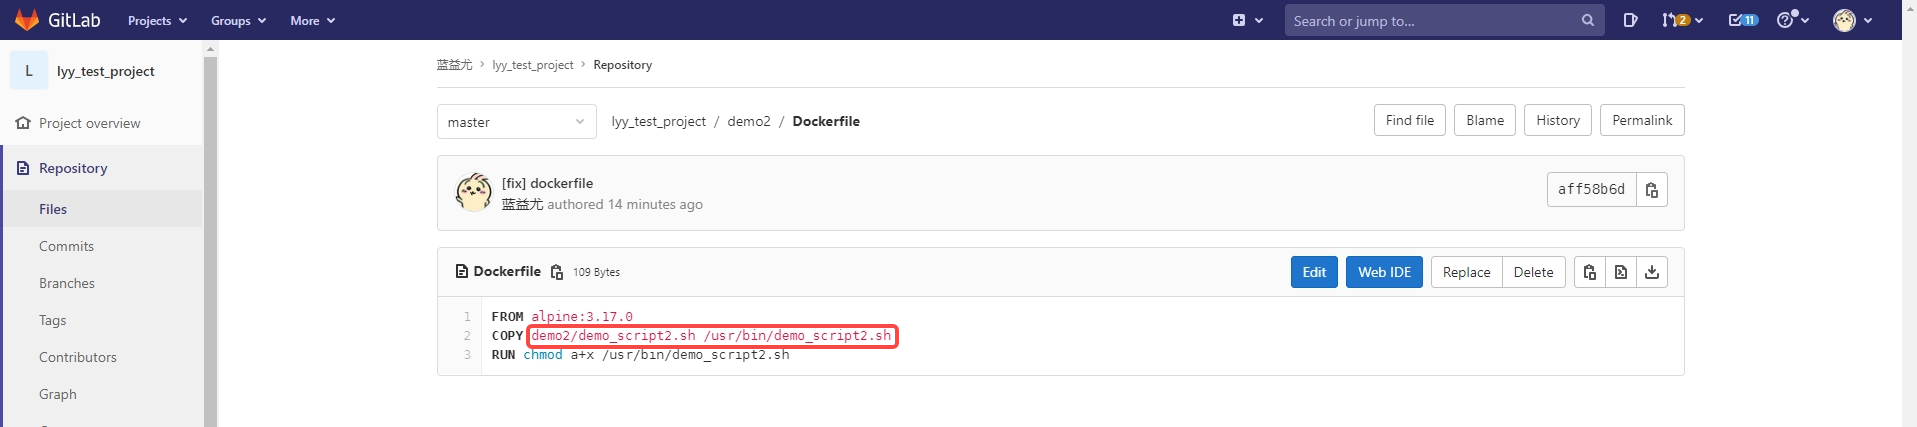 GitLab Projects Groups More Search or jump to... 2 11
L lyy_test_project
Project overview
Repository
Files
Commits
Branches
Tags
Contributors
Graph
蓝益尤 > lyy_test_project > Repository
master lyy_test_project / demo2 / Dockerfile Find file Blame History Permalink
[fix] dockerfile
蓝益尤 authored 14 minutes ago
aff58b6d
Dockerfile 109 Bytes Edit Web IDE Replace Delete
1 FROM alpine:3.17.0
2 COPY demo2/demo_script2.sh /usr/bin/demo_script2.sh
3 RUN chmod a+x /usr/bin/demo_script2.sh